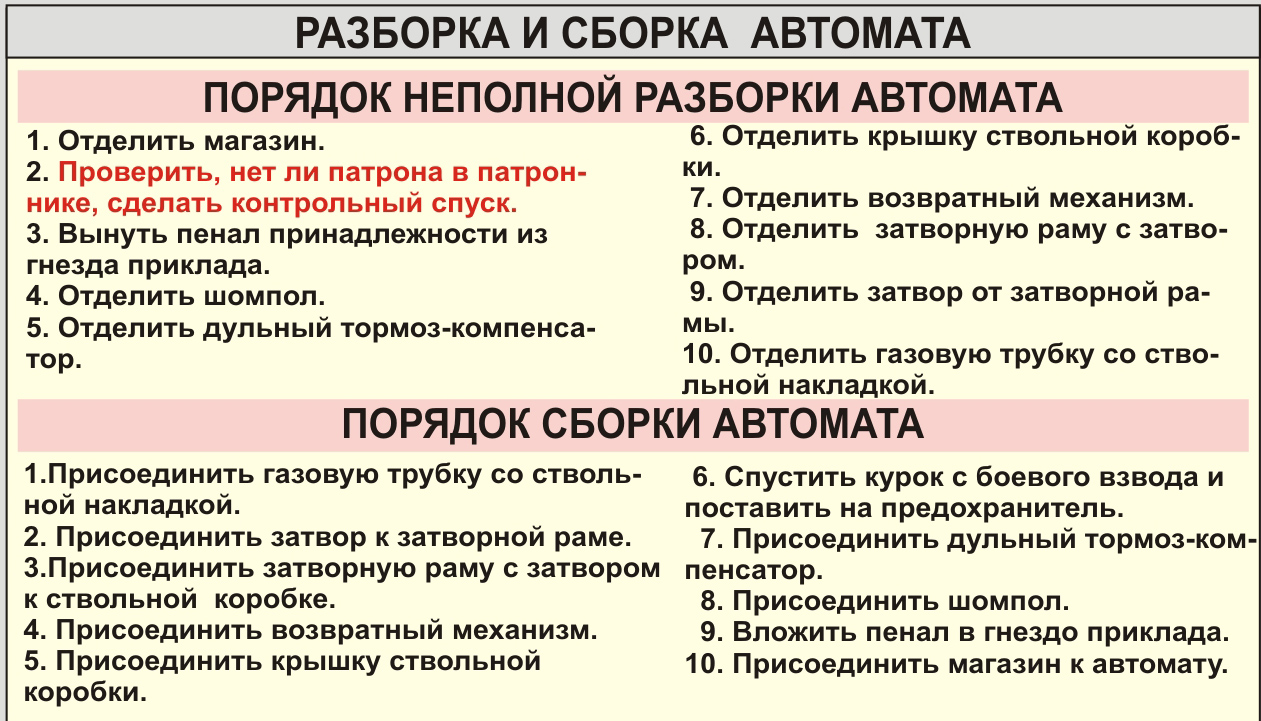 РАЗБОРКА И СБОРКА АВТОМАТА
ПОРЯДОК НЕПОЛНОЙ РАЗБОРКИ АВТОМАТА
1. Отделить магазин.
2. Проверить, нет ли патрона в патрон-
нике, сделать контрольный спуск.
3. Вынуть пенал принадлежности из
гнезда приклада.
4. Отделить шомпол.
5. Отделить дульный тормоз-компенса-
тор.
6. Отделить крышку ствольной короб-
ки.
7. Отделить возвратный механизм.
8. Отделить затворную раму с затво-
ром.
9. Отделить затвор от затворной ра-
мы.
10. Отделить газовую трубку со ство-
льной накладкой.
ПОРЯДОК СБОРКИ АВТОМАТА
1.Присоединить газовую трубку со стволь-
ной накладкой.
2. Присоединить затвор к затворной раме.
3.Присоединить затворную раму с затвором
к ствольной коробке.
4. Присоединить возвратный механизм.
5. Присоединить крышку ствольной
коробки.
6. Спустить курок с боевого взвода и
поставить на предохранитель.
7. Присоединить дульный тормоз-ком-
пенсатор.
8. Присоединить шомпол.
9. Вложить пенал в гнездо приклада.
10. Присоединить магазин к автомату.